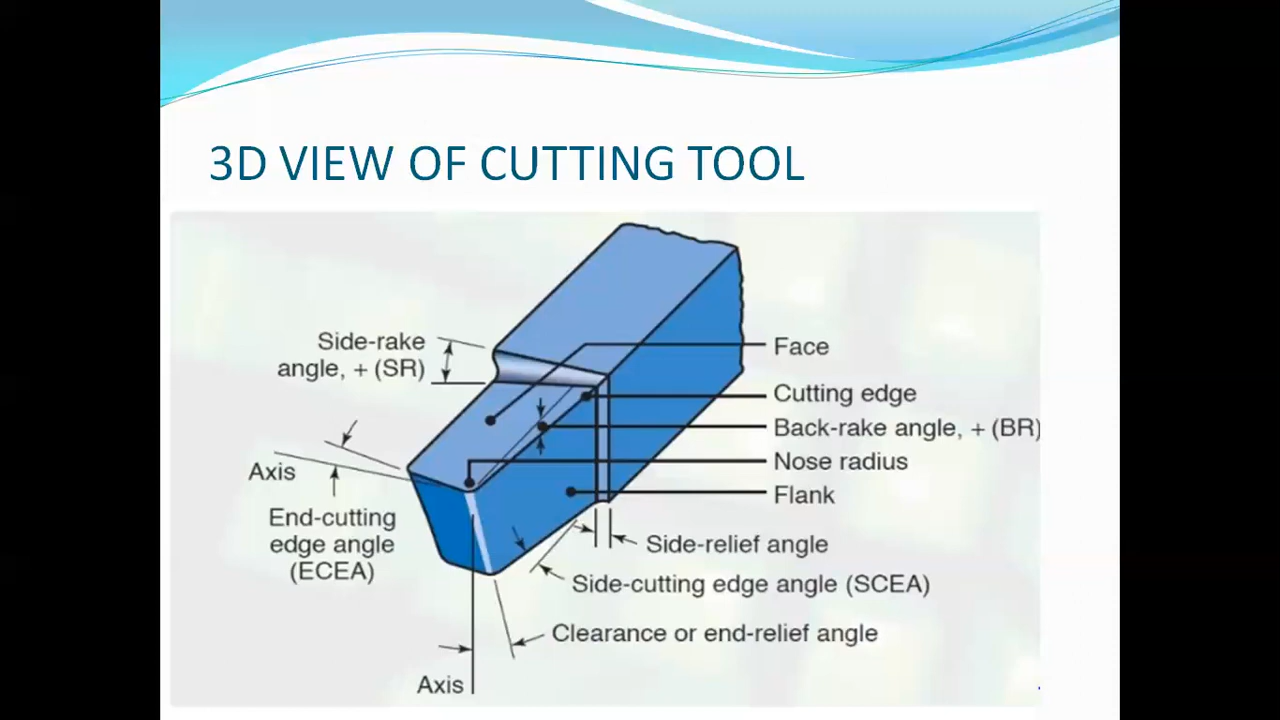 3D VIEW OF CUTTING TOOL
Side-rake
angle, + (SR)
Face
Cutting edge
Back-rake angle, + (BR)
Nose radius
Flank
Axis
End-cutting
edge angle
(ECEA)
Side-relief angle
Side-cutting edge angle (SCEA)
Clearance or end-relief angle
Axis